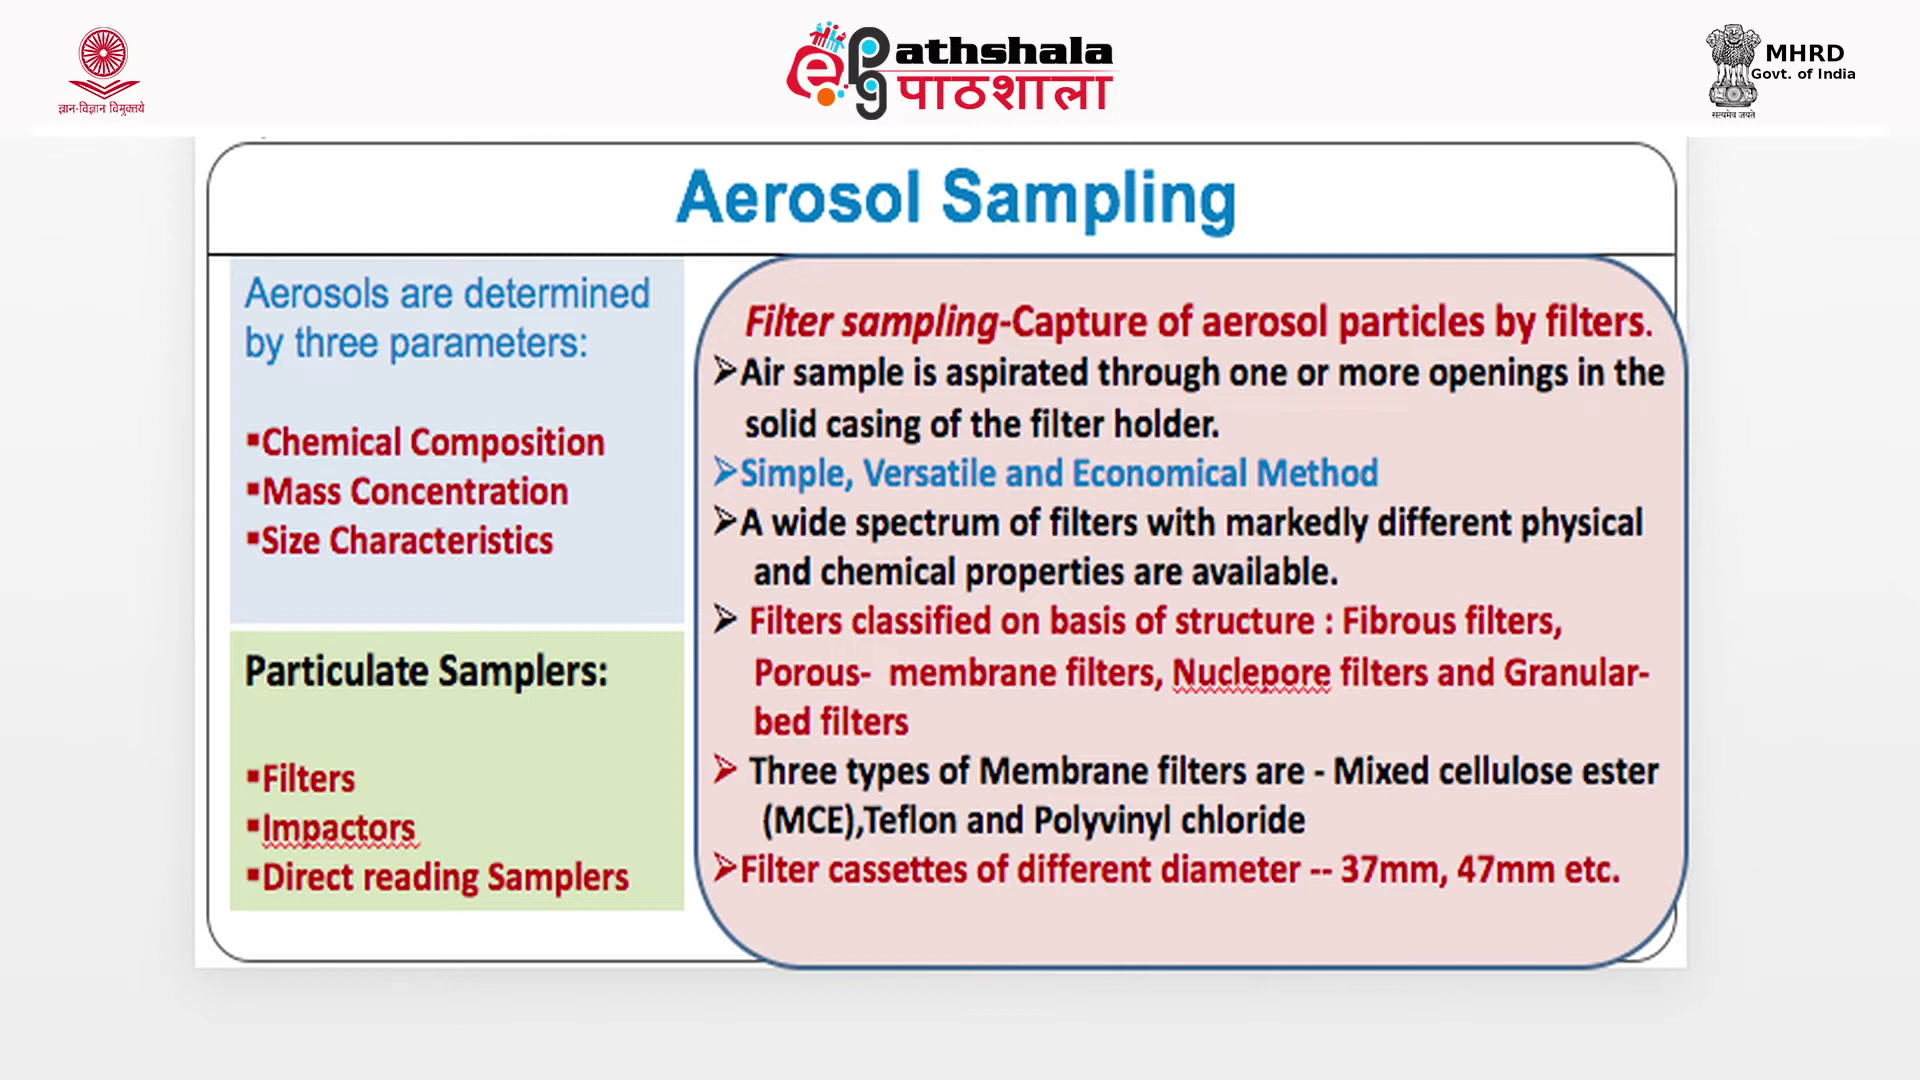 ज्ञान-विज्ञान विमुक्तये
ePathshala
पाठशाला
MHRD
Govt. of India
सत्यमेव जयते
Aerosol Sampling
Aerosols are determined
by three parameters:
▪Chemical Composition
▪Mass Concentration
▪Size Characteristics
Particulate Samplers:
▪Filters
▪Impactors
▪Direct reading Samplers
Filter sampling-Capture of aerosol particles by filters.
➢Air sample is aspirated through one or more openings in the
solid casing of the filter holder.
➢Simple, Versatile and Economical Method
➢A wide spectrum of filters with markedly different physical
and chemical properties are available.
➢ Filters classified on basis of structure : Fibrous filters,
Porous- membrane filters, Nuclepore filters and Granular-
bed filters
➢ Three types of Membrane filters are - Mixed cellulose ester
(MCE),Teflon and Polyvinyl chloride
➢Filter cassettes of different diameter -- 37mm, 47mm etc.